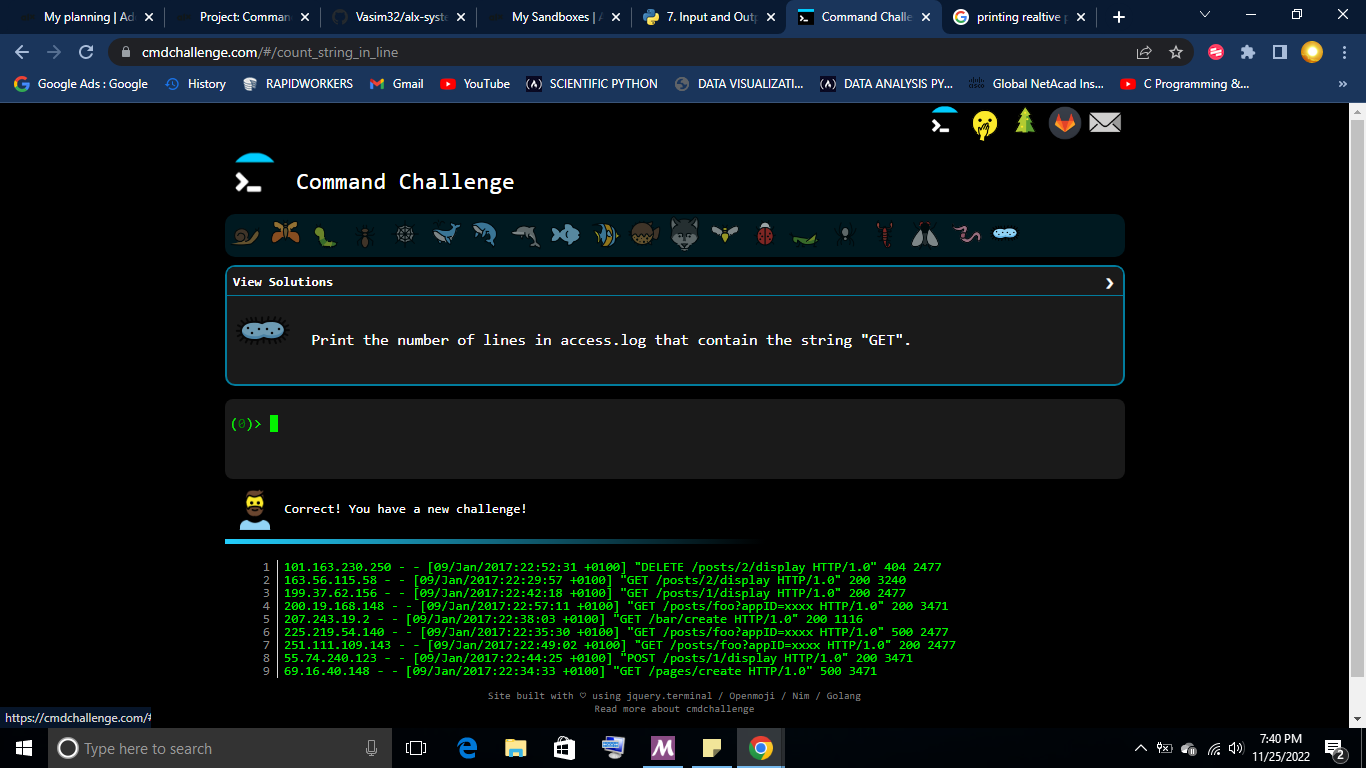 My planning | Ad
Project: Comman
Vasim32/alx-syst
My Sandboxes | A
7. Input and Outp
Command Challe
printing realtive p
cmdchallenge.com/#/count_string_in_line
Google Ads : Google
History
RAPIDWORKERS
Gmail
YouTube
SCIENTIFIC PYTHON
DATA VISUALIZATI...
DATA ANALYSIS PY...
Global NetAcad Ins...
C Programming &...
»
Command Challenge
View Solutions
Print the number of lines in access.log that contain the string "GET".
(0)>
Correct! You have a new challenge!
1 101.163.230.250 - - [09/Jan/2017:22:52:31 +0100] "DELETE /posts/2/display HTTP/1.0" 404 2477
2 163.56.115.58 - - [09/Jan/2017:22:29:57 +0100] "GET /posts/2/display HTTP/1.0" 200 3240
3 199.37.62.156 - - [09/Jan/2017:22:42:18 +0100] "GET /posts/1/display HTTP/1.0" 200 2477
4 200.19.168.148 - - [09/Jan/2017:22:57:11 +0100] "GET /posts/foo?appID=xxxx HTTP/1.0" 200 3471
5 207.243.19.2 - - [09/Jan/2017:22:38:03 +0100] "GET /bar/create HTTP/1.0" 200 1116
6 225.219.54.140 - - [09/Jan/2017:22:35:30 +0100] "GET /posts/foo?appID=xxxx HTTP/1.0" 500 2477
7 251.111.109.143 - - [09/Jan/2017:22:49:02 +0100] "GET /posts/foo?appID=xxxx HTTP/1.0" 200 2477
8 55.74.240.123 - - [09/Jan/2017:22:44:25 +0100] "POST /posts/1/display HTTP/1.0" 200 3471
9 69.16.40.148 - - [09/Jan/2017:22:34:33 +0100] "GET /pages/create HTTP/1.0" 500 3471
Site built with ♡ using jquery.terminal / Openmoji / Nim / Golang
Read more about cmdchallenge
https://cmdchallenge.com/#
Type here to search
7:40 PM
11/25/2022
2